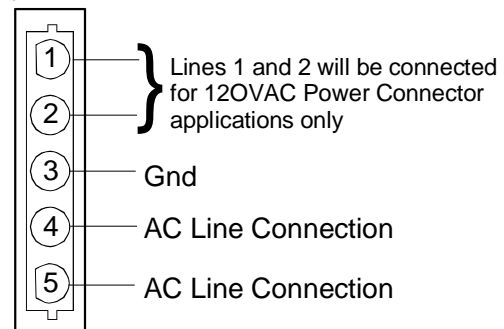 1
Lines 1 and 2 will be connected
for 12OVAC Power Connector
2
applications only
3 Gnd
4 AC Line Connection
5 AC Line Connection